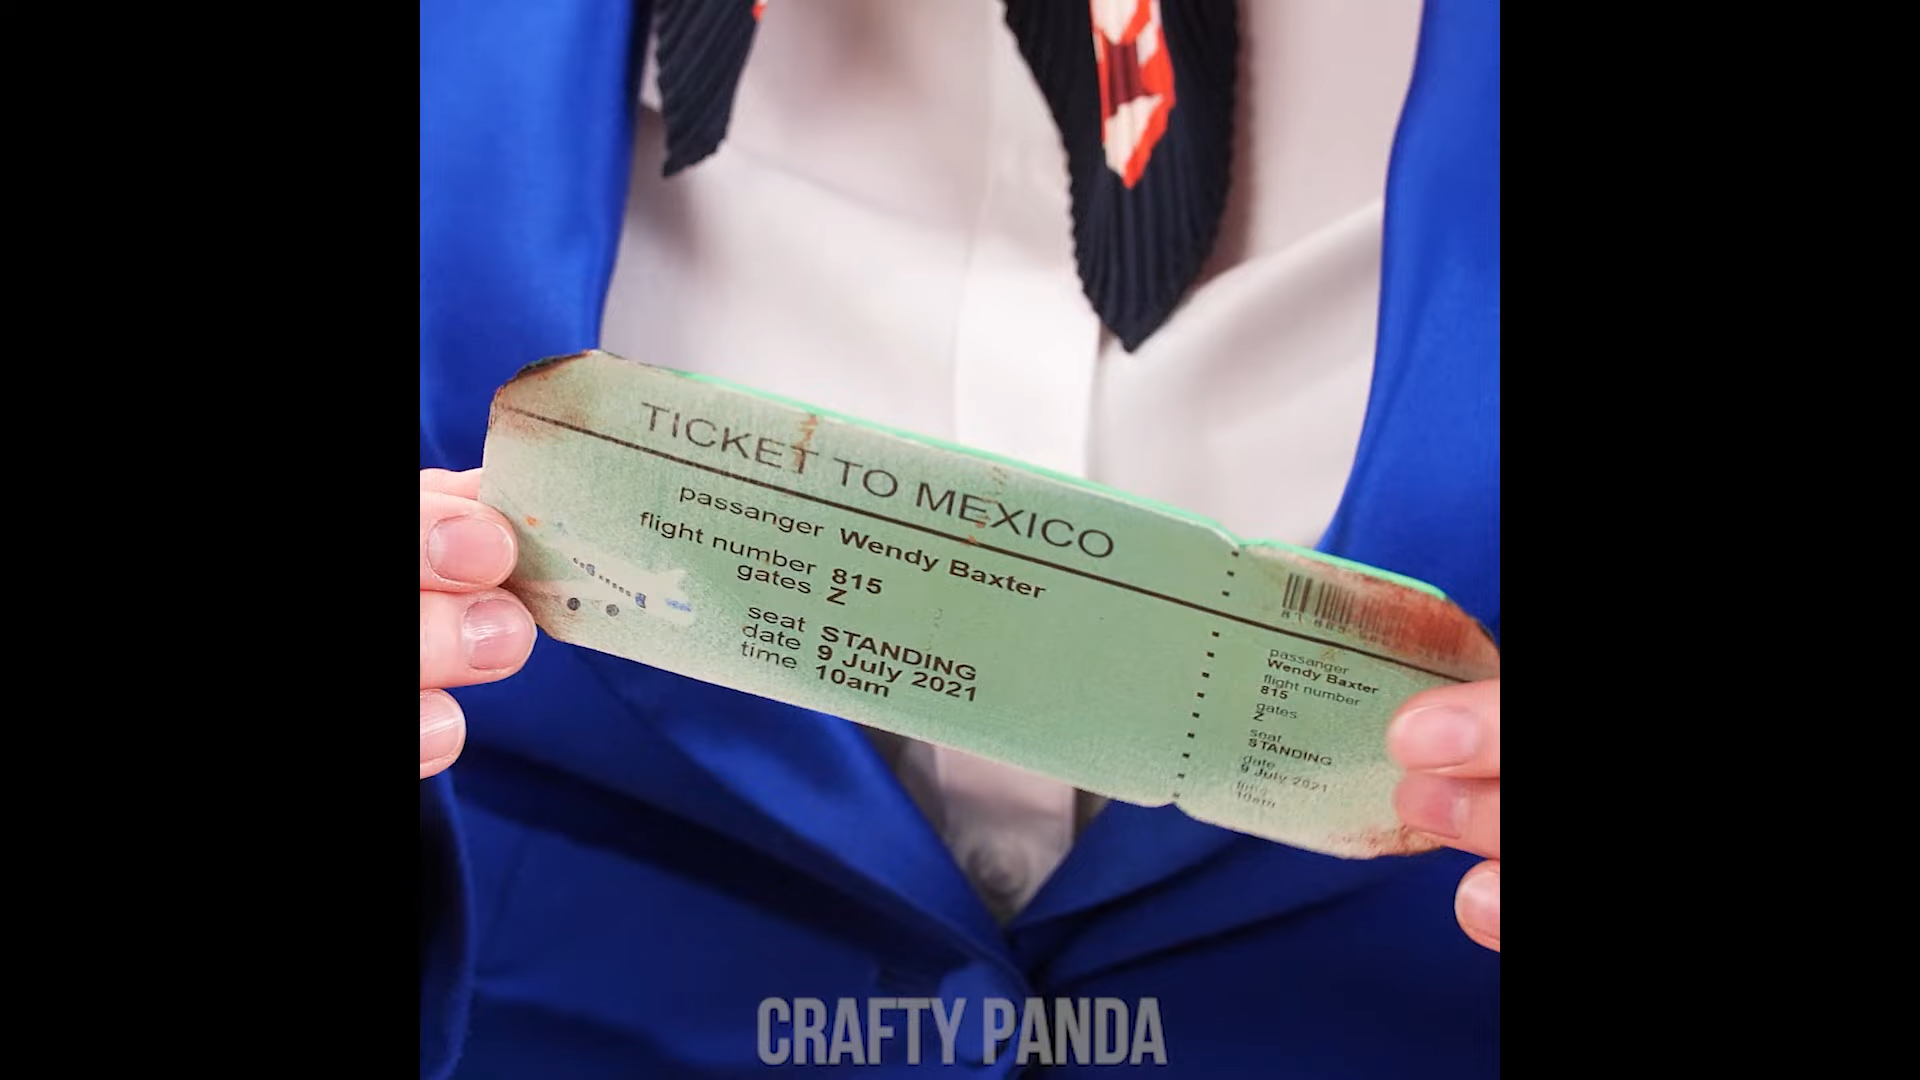 TICKET TO MEXICO
passanger Wendy Baxter
flight number 815
gates Z
seat STANDING
date 9 July 2021
time 10am
passanger
Wendy Baxter
flight number
815
gates
Z
seat
STANDING
date
9 July 2021
time
10am
CRAFTY PANDA